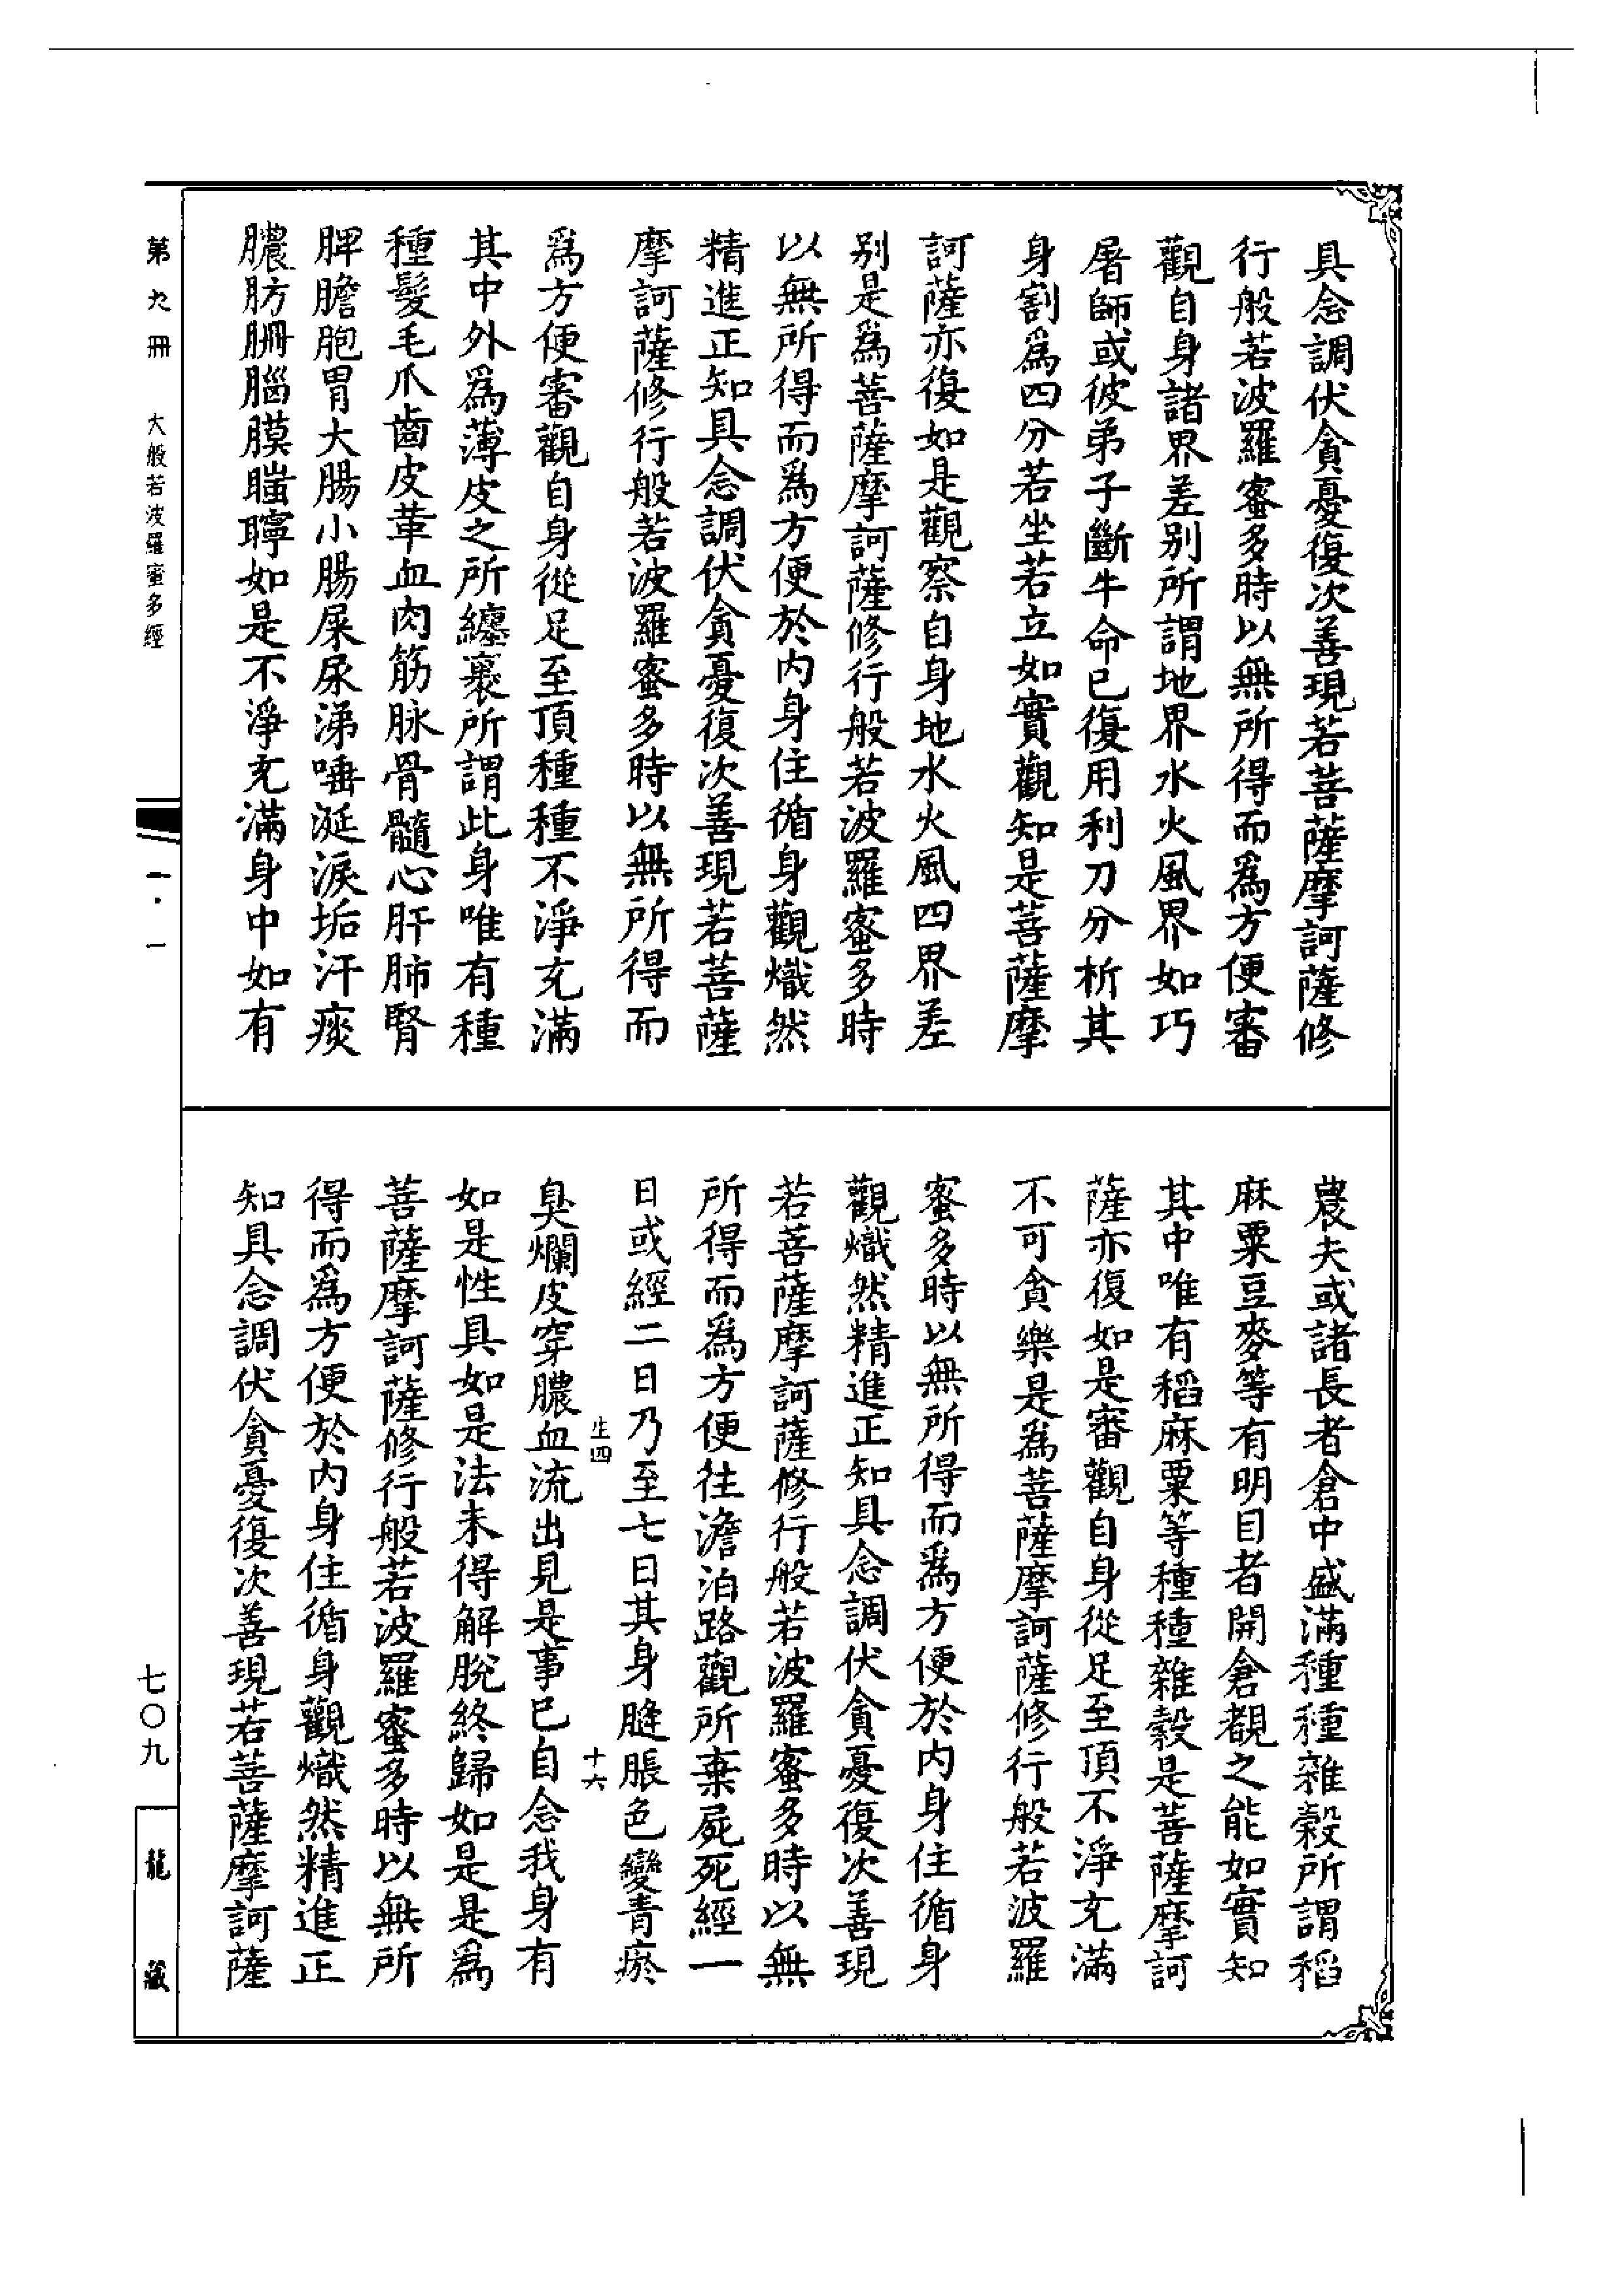 具念調伏貪憂復次善現若菩薩摩訶薩修
行般若波羅蜜多時以無所得而爲方便審
觀自身諸界差別所謂地界水火風界如巧
屠師或彼弟子斷牛命已復用利刀分析其
身割爲四分若坐若立如實觀知是菩薩摩
訶薩亦復如是觀察自身地水火風四界差
別是爲菩薩摩訶薩修行般若波羅蜜多時
以無所得而爲方便於內身住循身觀熾然
精進正知具念調伏貪憂復次善現若菩薩
摩訶薩修行般若波羅蜜多時以無所得而
爲方便審觀自身從足至頂種種不淨充滿
其中外爲薄皮之所纏裹所謂此身唯有種
種髮毛爪齒皮革血肉筋脉骨髓心肝肺腎
脾膽胞胃大腸小腸屎尿涕唾涎淚垢汗痰
膿肪𦙱腦膜䏺聹如是不淨充滿身中如有
農夫或諸長者倉中盛滿種種雜穀所謂稻
麻粟豆麥等有明目者開倉覩之能如實知
其中唯有稻麻粟等種種雜穀是菩薩摩訶
薩亦復如是審觀自身從足至頂不淨充滿
不可貪樂是爲菩薩摩訶薩修行般若波羅
蜜多時以無所得而爲方便於內身住循身
觀熾然精進正知具念調伏貪憂復次善現
若菩薩摩訶薩修行般若波羅蜜多時以無
所得而爲方便往澹泊路觀所棄屍死經一
日或經二日乃至七日其身膖脹色變青瘀
生四
十六
臭爛皮穿膿血流出見是事已自念我身有
如是性具如是法未得解脫終歸如是是爲
菩薩摩訶薩修行般若波羅蜜多時以無所
得而爲方便於內身住循身觀熾然精進正
知具念調伏貪憂復次善現若菩薩摩訶薩
第九冊
大般若波羅蜜多經
一·一
七〇九
龍藏